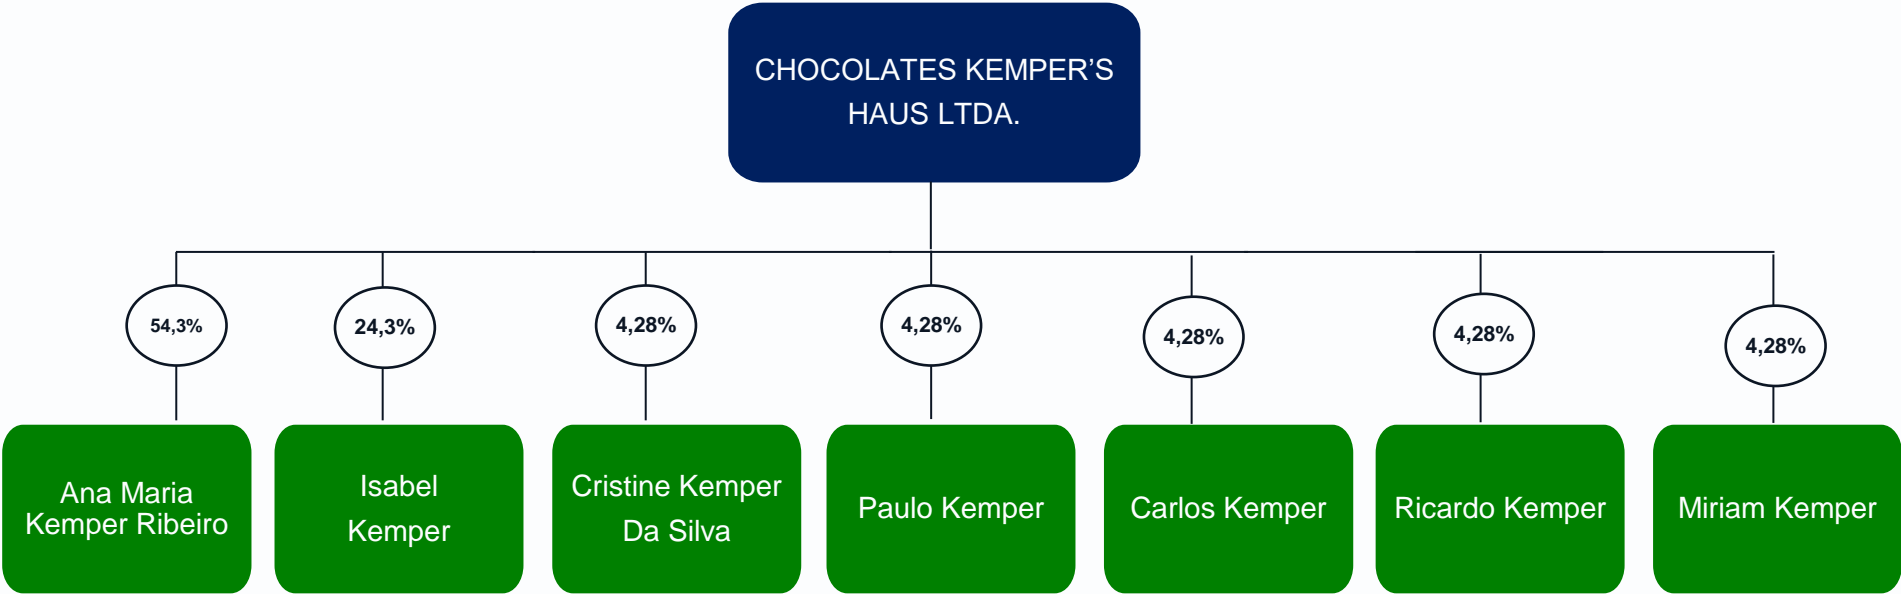 CHOCOLATES KEMPER’S
HAUS LTDA.
54,3%
24,3%
4,28%
4,28%
4,28%
4,28%
4,28%
Ana Maria
Kemper Ribeiro
Isabel
Kemper
Cristine Kemper
Da Silva
Paulo Kemper
Carlos Kemper
Ricardo Kemper
Miriam Kemper